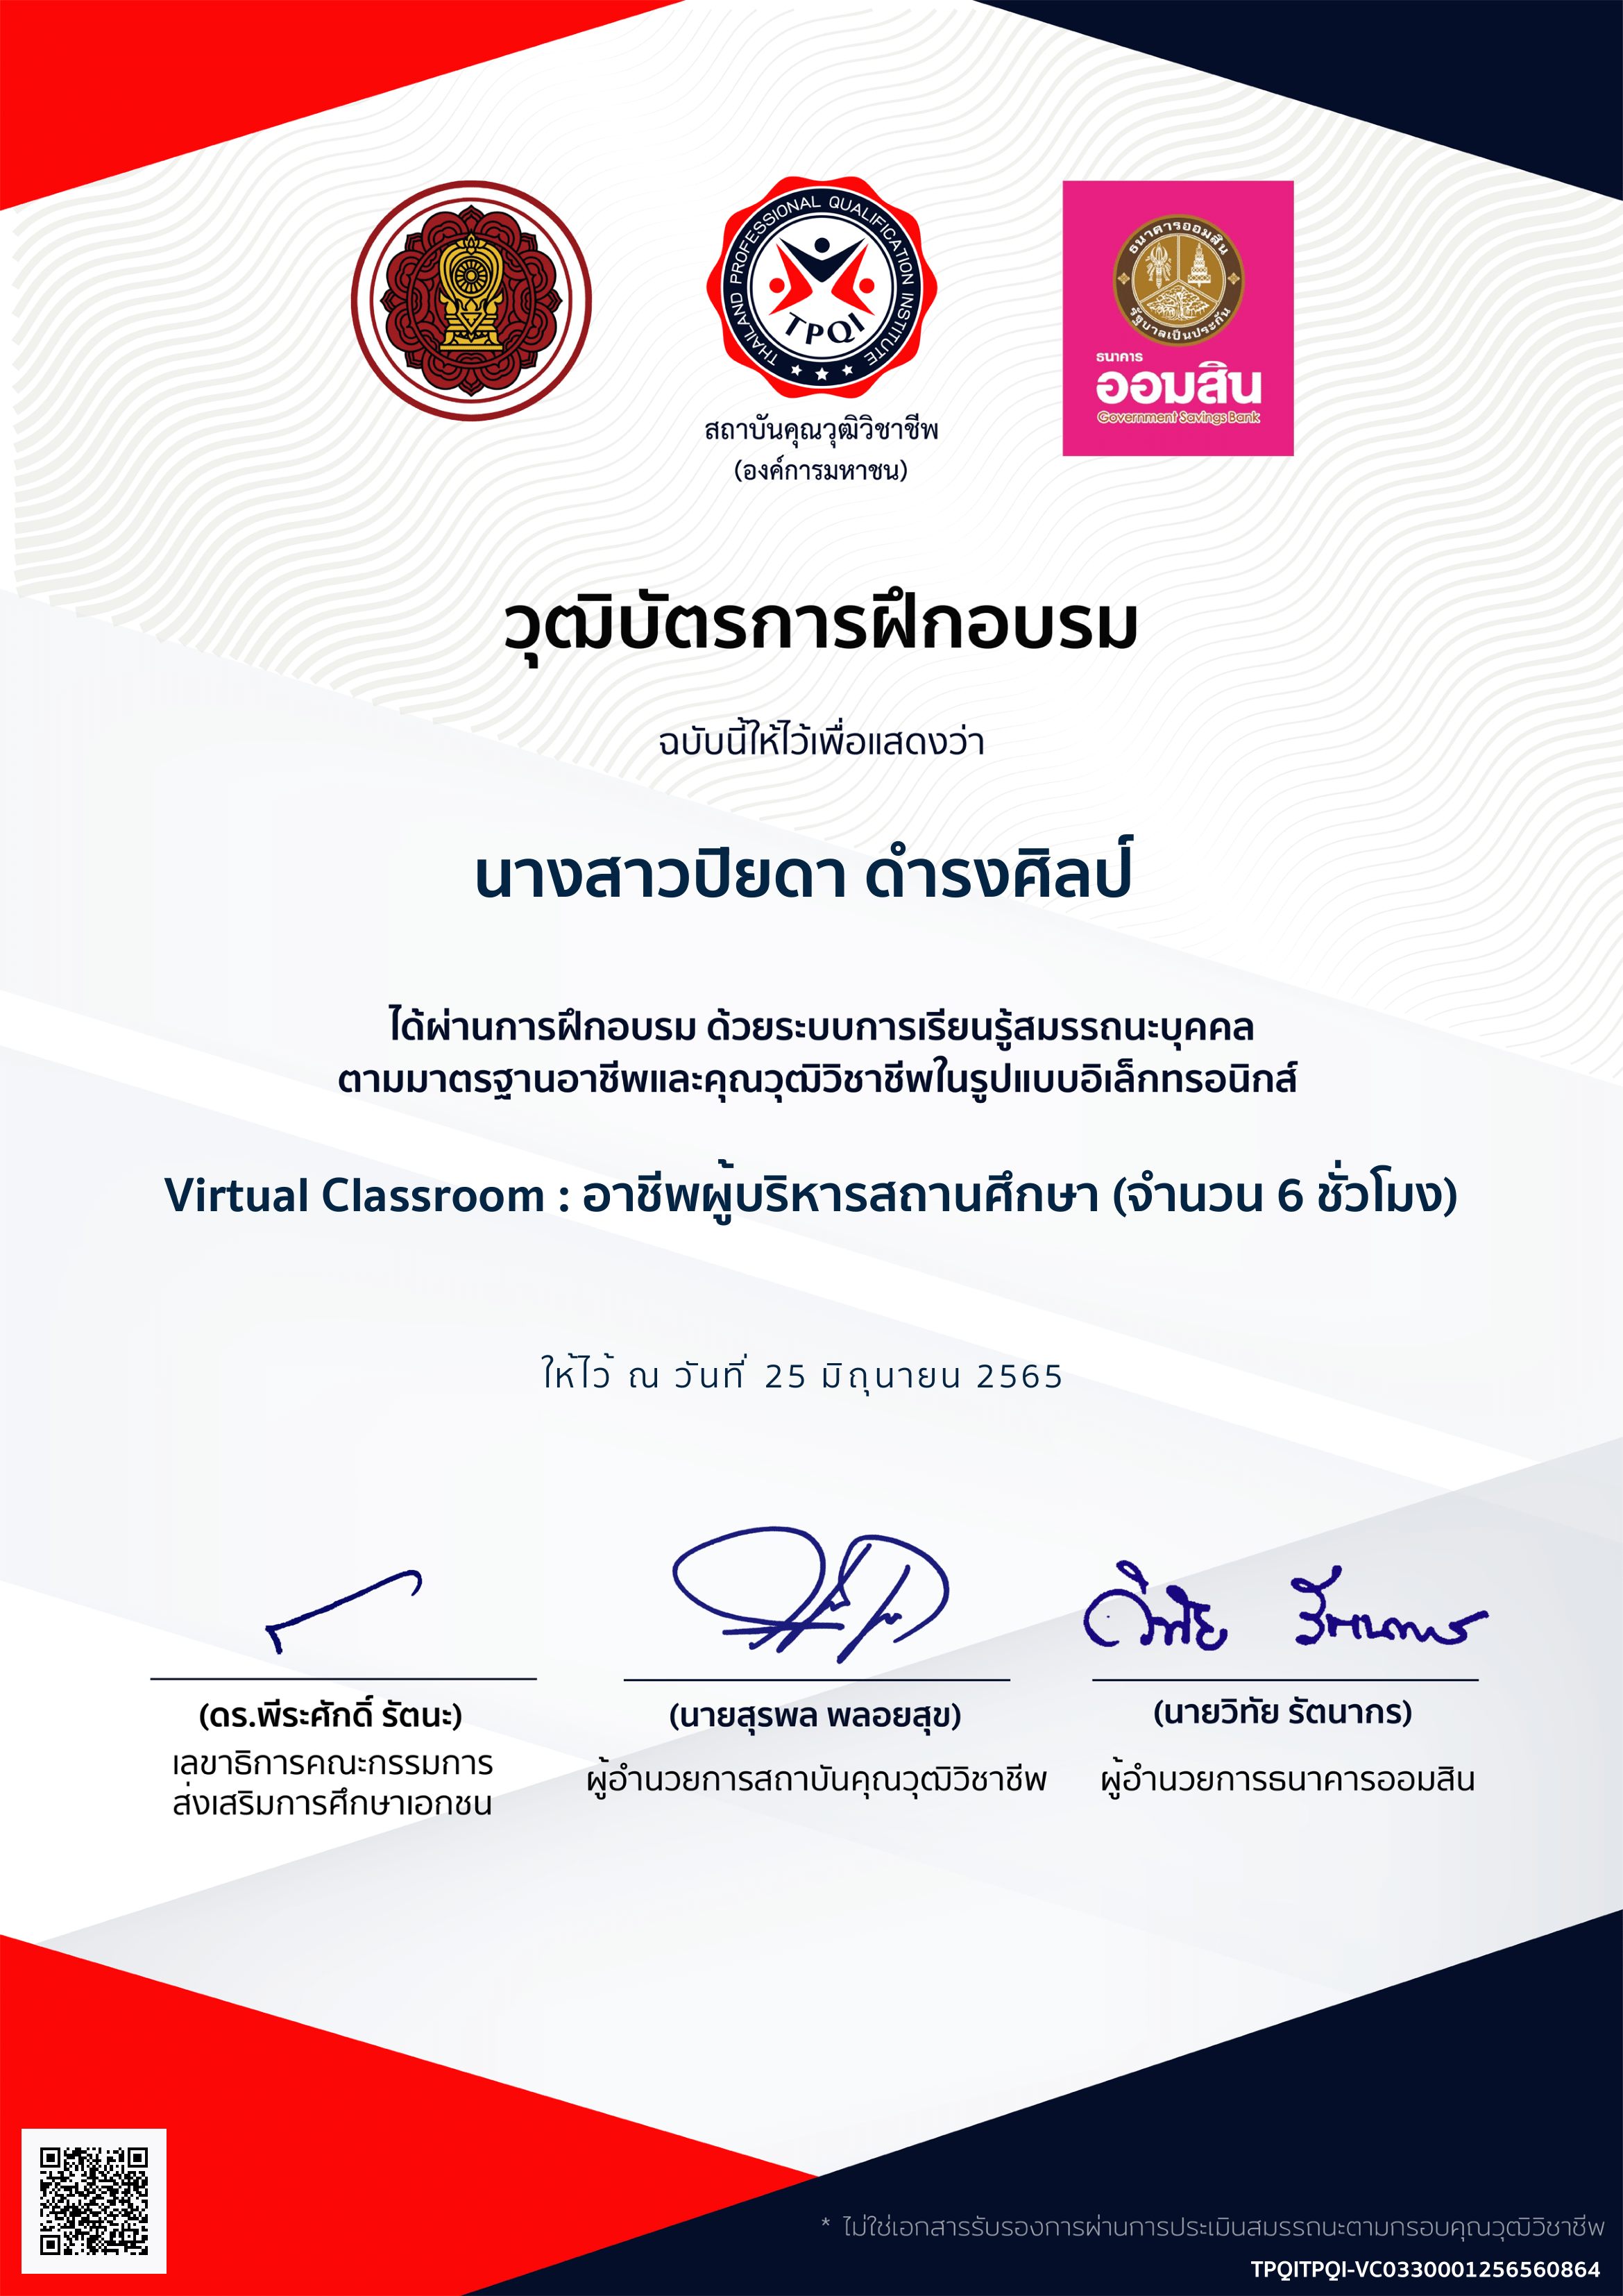 THAILAND PROFESSIONAL QUALIFICATION INSTITUTE
TPQI
สถาบันคุณวุฒิวิชาชีพ
(องค์การมหาชน)
ธนาคารออมสิน
รัฐบาลเป็นประกัน
ธนาคาร
ออมสิน
Government Savings Bank
วุฒิบัตรการฝึกอบรม
ฉบับนี้ให้ไว้เพื่อแสดงว่า
นางสาวปิยดา ดำรงศิลป์
ได้ผ่านการฝึกอบรม ด้วยระบบการเรียนรู้สมรรถนะบุคคล
ตามมาตรฐานอาชีพและคุณวุฒิวิชาชีพในรูปแบบอิเล็กทรอนิกส์
Virtual Classroom : อาชีพผู้บริหารสถานศึกษา (จำนวน 6 ชั่วโมง)
ให้ไว้ ณ วันที่ 25 มิถุนายน 2565
วิทัย รัตนากร
(ดร.พีระศักดิ์ รัตนะ)
เลขาธิการคณะกรรมการ
ส่งเสริมการศึกษาเอกชน
(นายสุรพล พลอยสุข)
ผู้อำนวยการสถาบันคุณวุฒิวิชาชีพ
(นายวิทัย รัตนากร)
ผู้อำนวยการธนาคารออมสิน
* ไม่ใช่เอกสารรับรองการผ่านการประเมินสมรรถนะตามกรอบคุณวุฒิวิชาชีพ
TPQITPQI-VC0330001256560864